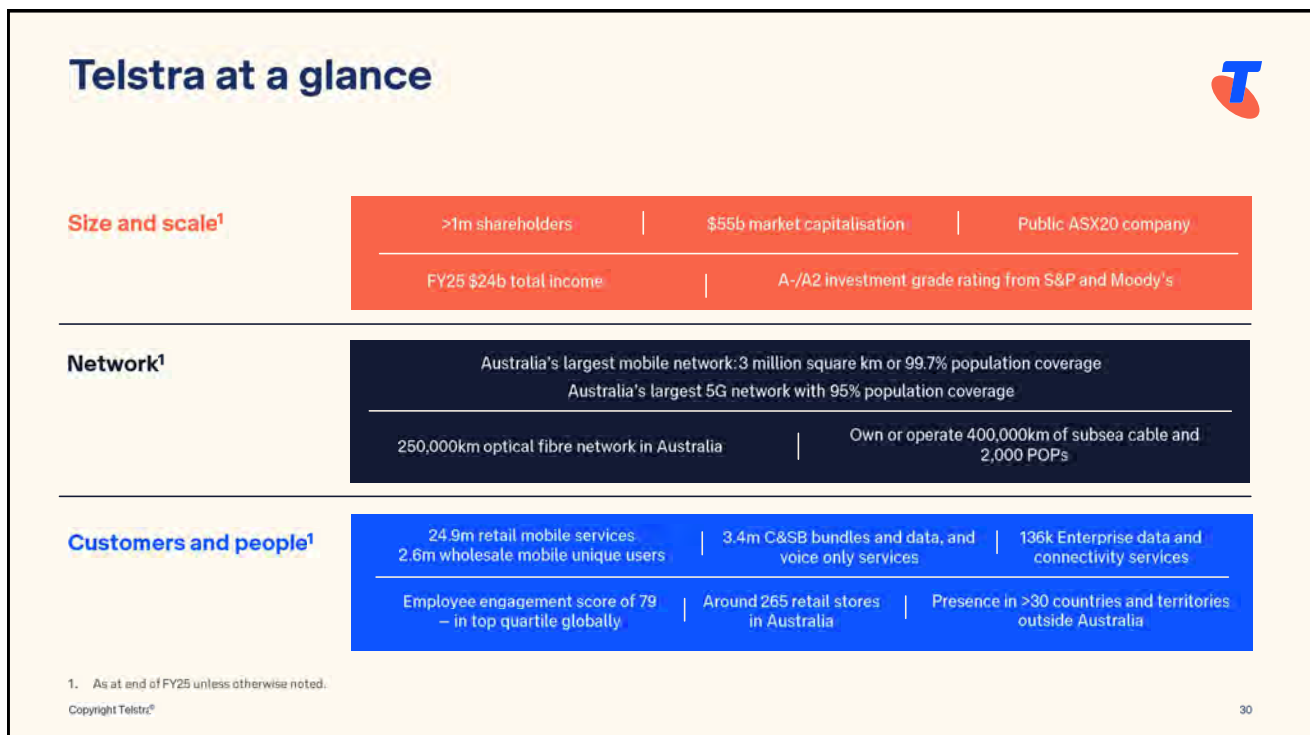 Telstra at a glance
Size and scale¹
>1m shareholders
$55b market capitalisation
Public ASX20 company
FY25 $24b total income
A-/A2 investment grade rating from S&P and Moody's
Network¹
Australia's largest mobile network: 3 million square km or 99.7% population coverage
Australia's largest 5G network with 95% population coverage
250,000km optical fibre network in Australia
Own or operate 400,000km of subsea cable and
2,000 POPs
Customers and people¹
24.9m retail mobile services
2.6m wholesale mobile unique users
3.4m C&SB bundles and data, and
voice only services
136k Enterprise data and
connectivity services
Employee engagement score of 79
– in top quartile globally
Around 265 retail stores
in Australia
Presence in >30 countries and territories
outside Australia
1. As at end of FY25 unless otherwise noted.
Copyright Telstra©
30